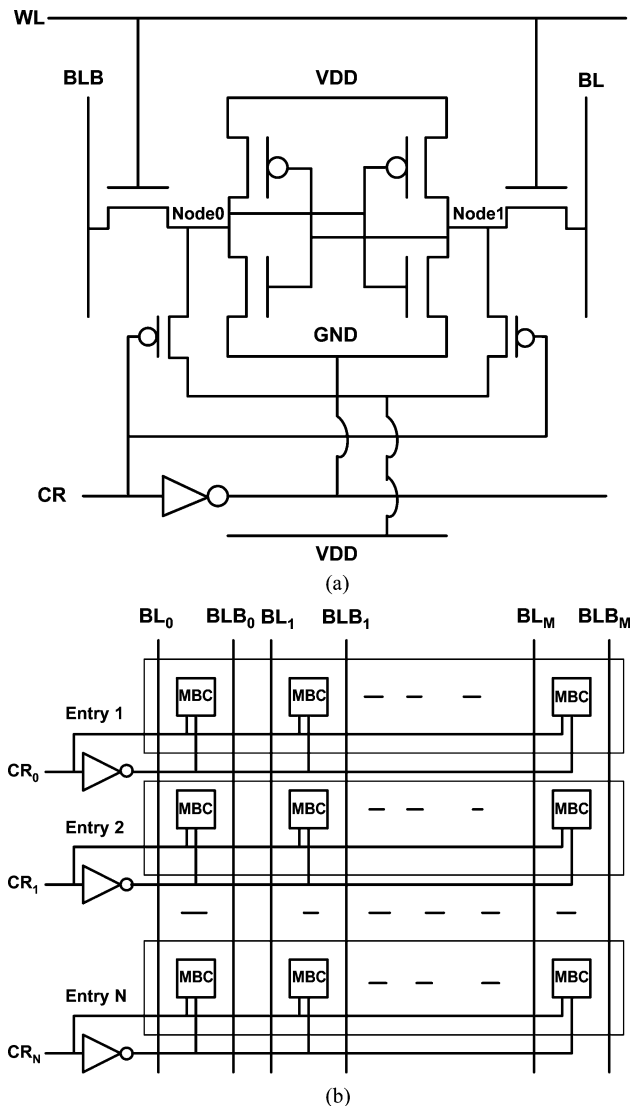 WL
BLB
VDD
BL
Node0
Node1
GND
CR
VDD
(a)
BL0 BLB0 BL1 BLB1 BLM BLBM
MBC MBC MBC
Entry 1
CR0
MBC MBC MBC
Entry 2
CR1
MBC MBC MBC
Entry N
CRN
(b)